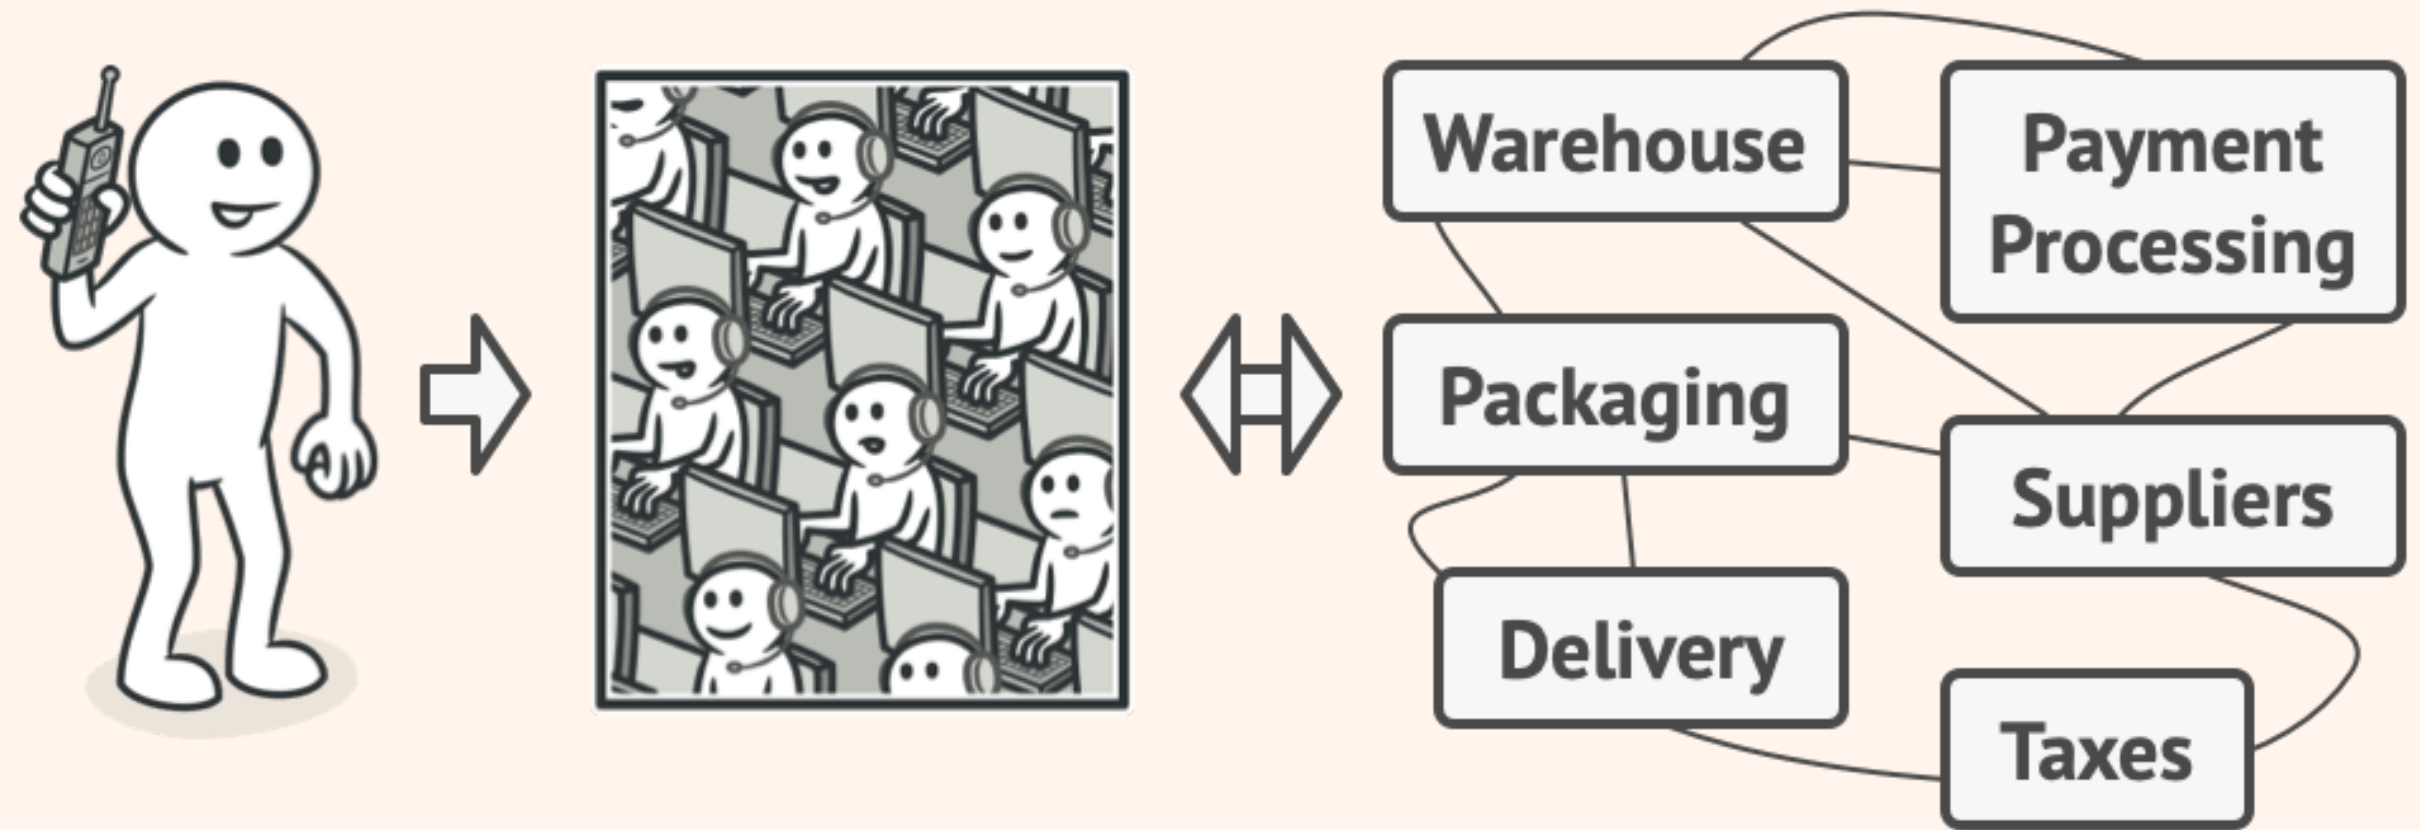 Warehouse
Payment
Processing
Packaging
Suppliers
Delivery
Taxes